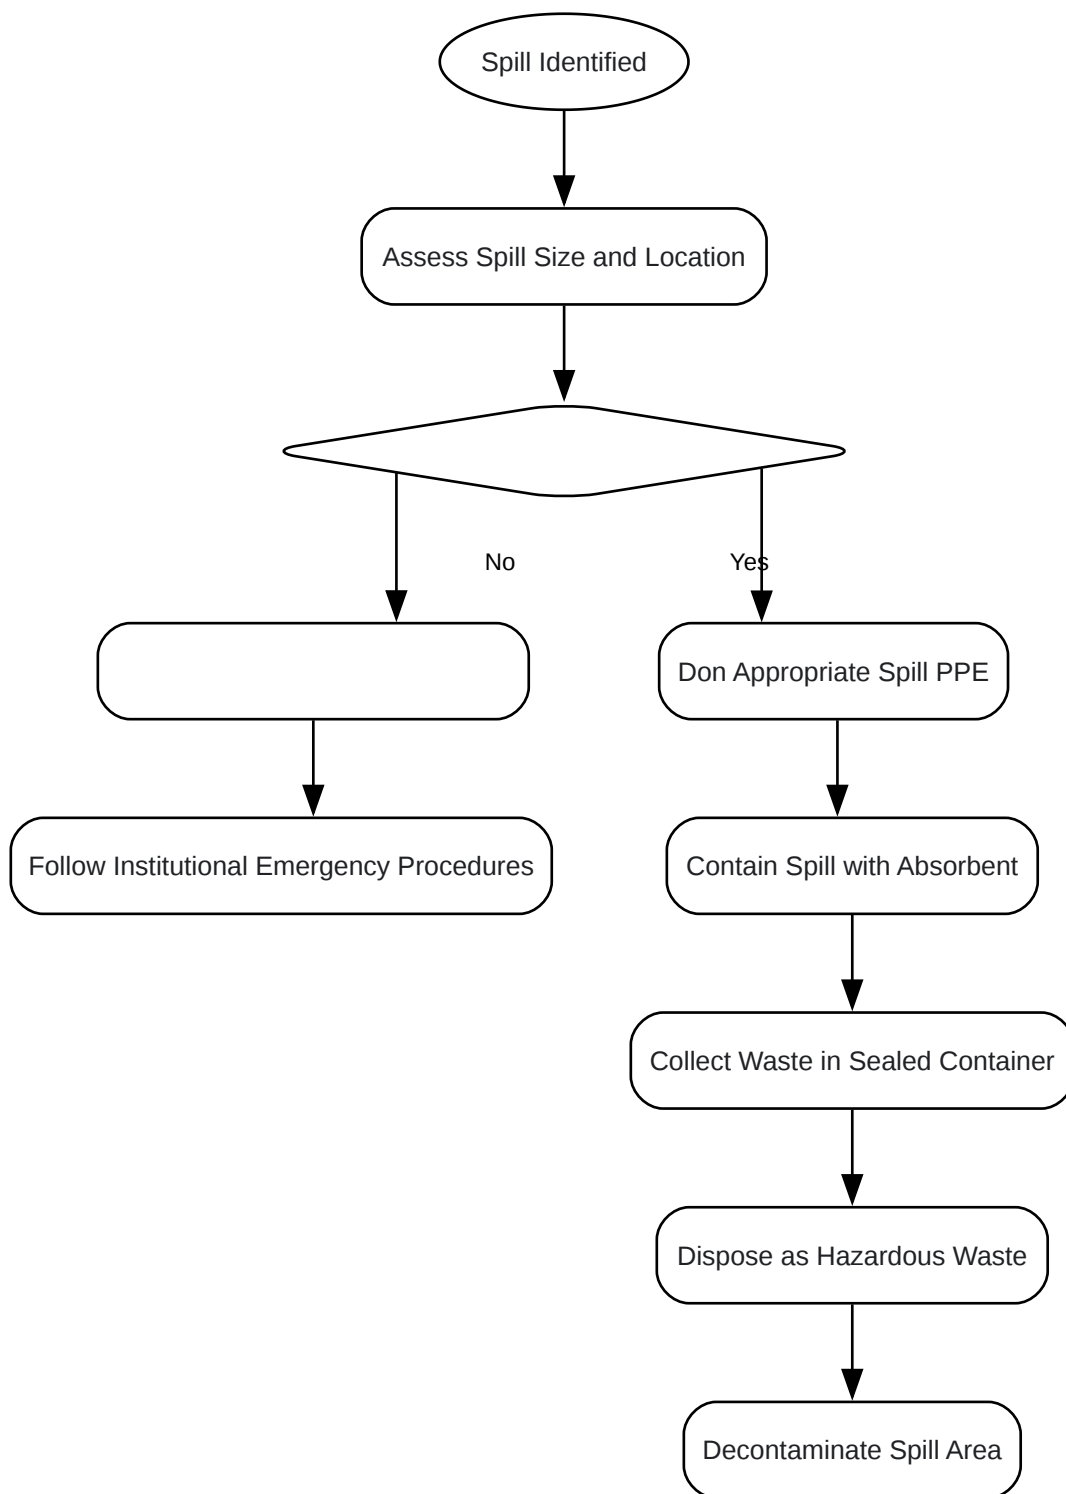 Spill Identified
Assess Spill Size and Location
No
Yes
Don Appropriate Spill PPE
Follow Institutional Emergency Procedures
Contain Spill with Absorbent
Collect Waste in Sealed Container
Dispose as Hazardous Waste
Decontaminate Spill Area